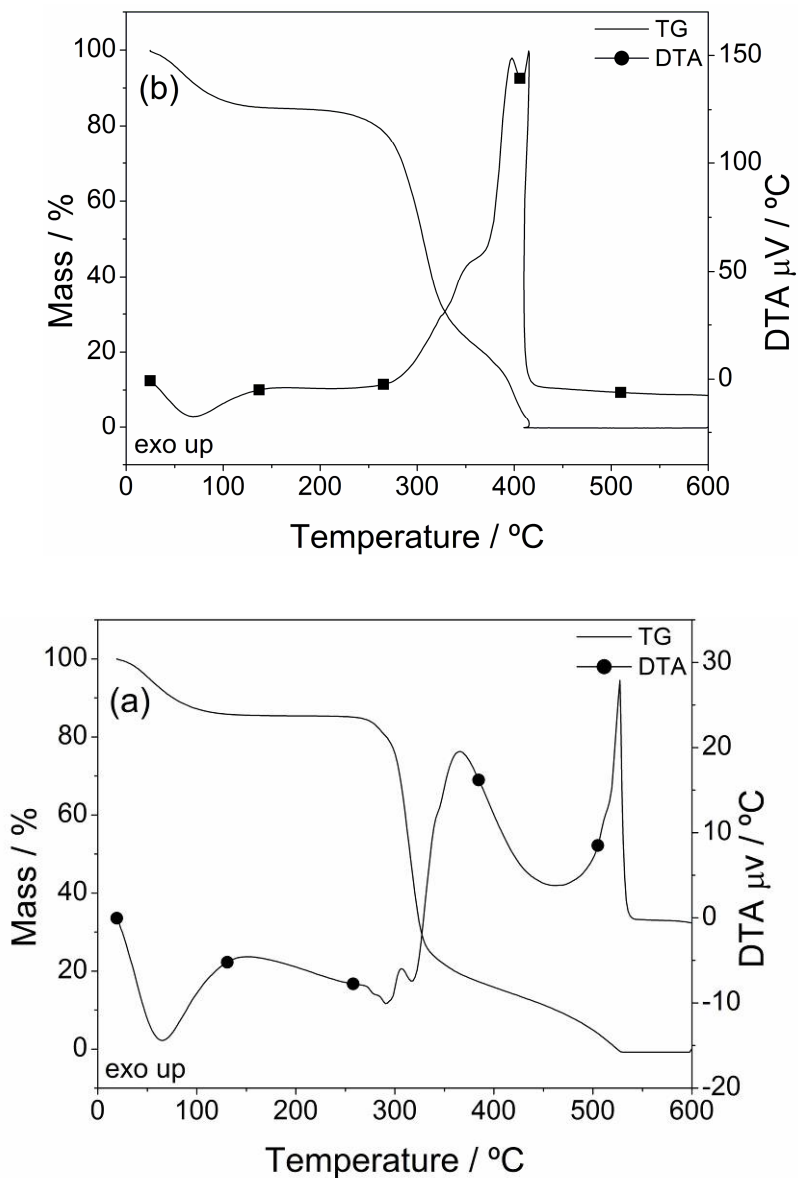 TG
DTA
(b)
100
80
60
40
20
0
Mass / %
150
100
50
0
DTA μV / ºC
exo up
0 100 200 300 400 500 600
Temperature / ºC
TG
DTA
(a)
100
80
60
40
20
0
Mass / %
30
20
10
0
-10
-20
DTA μv / ºC
exo up
0 100 200 300 400 500 600
Temperature / ºC